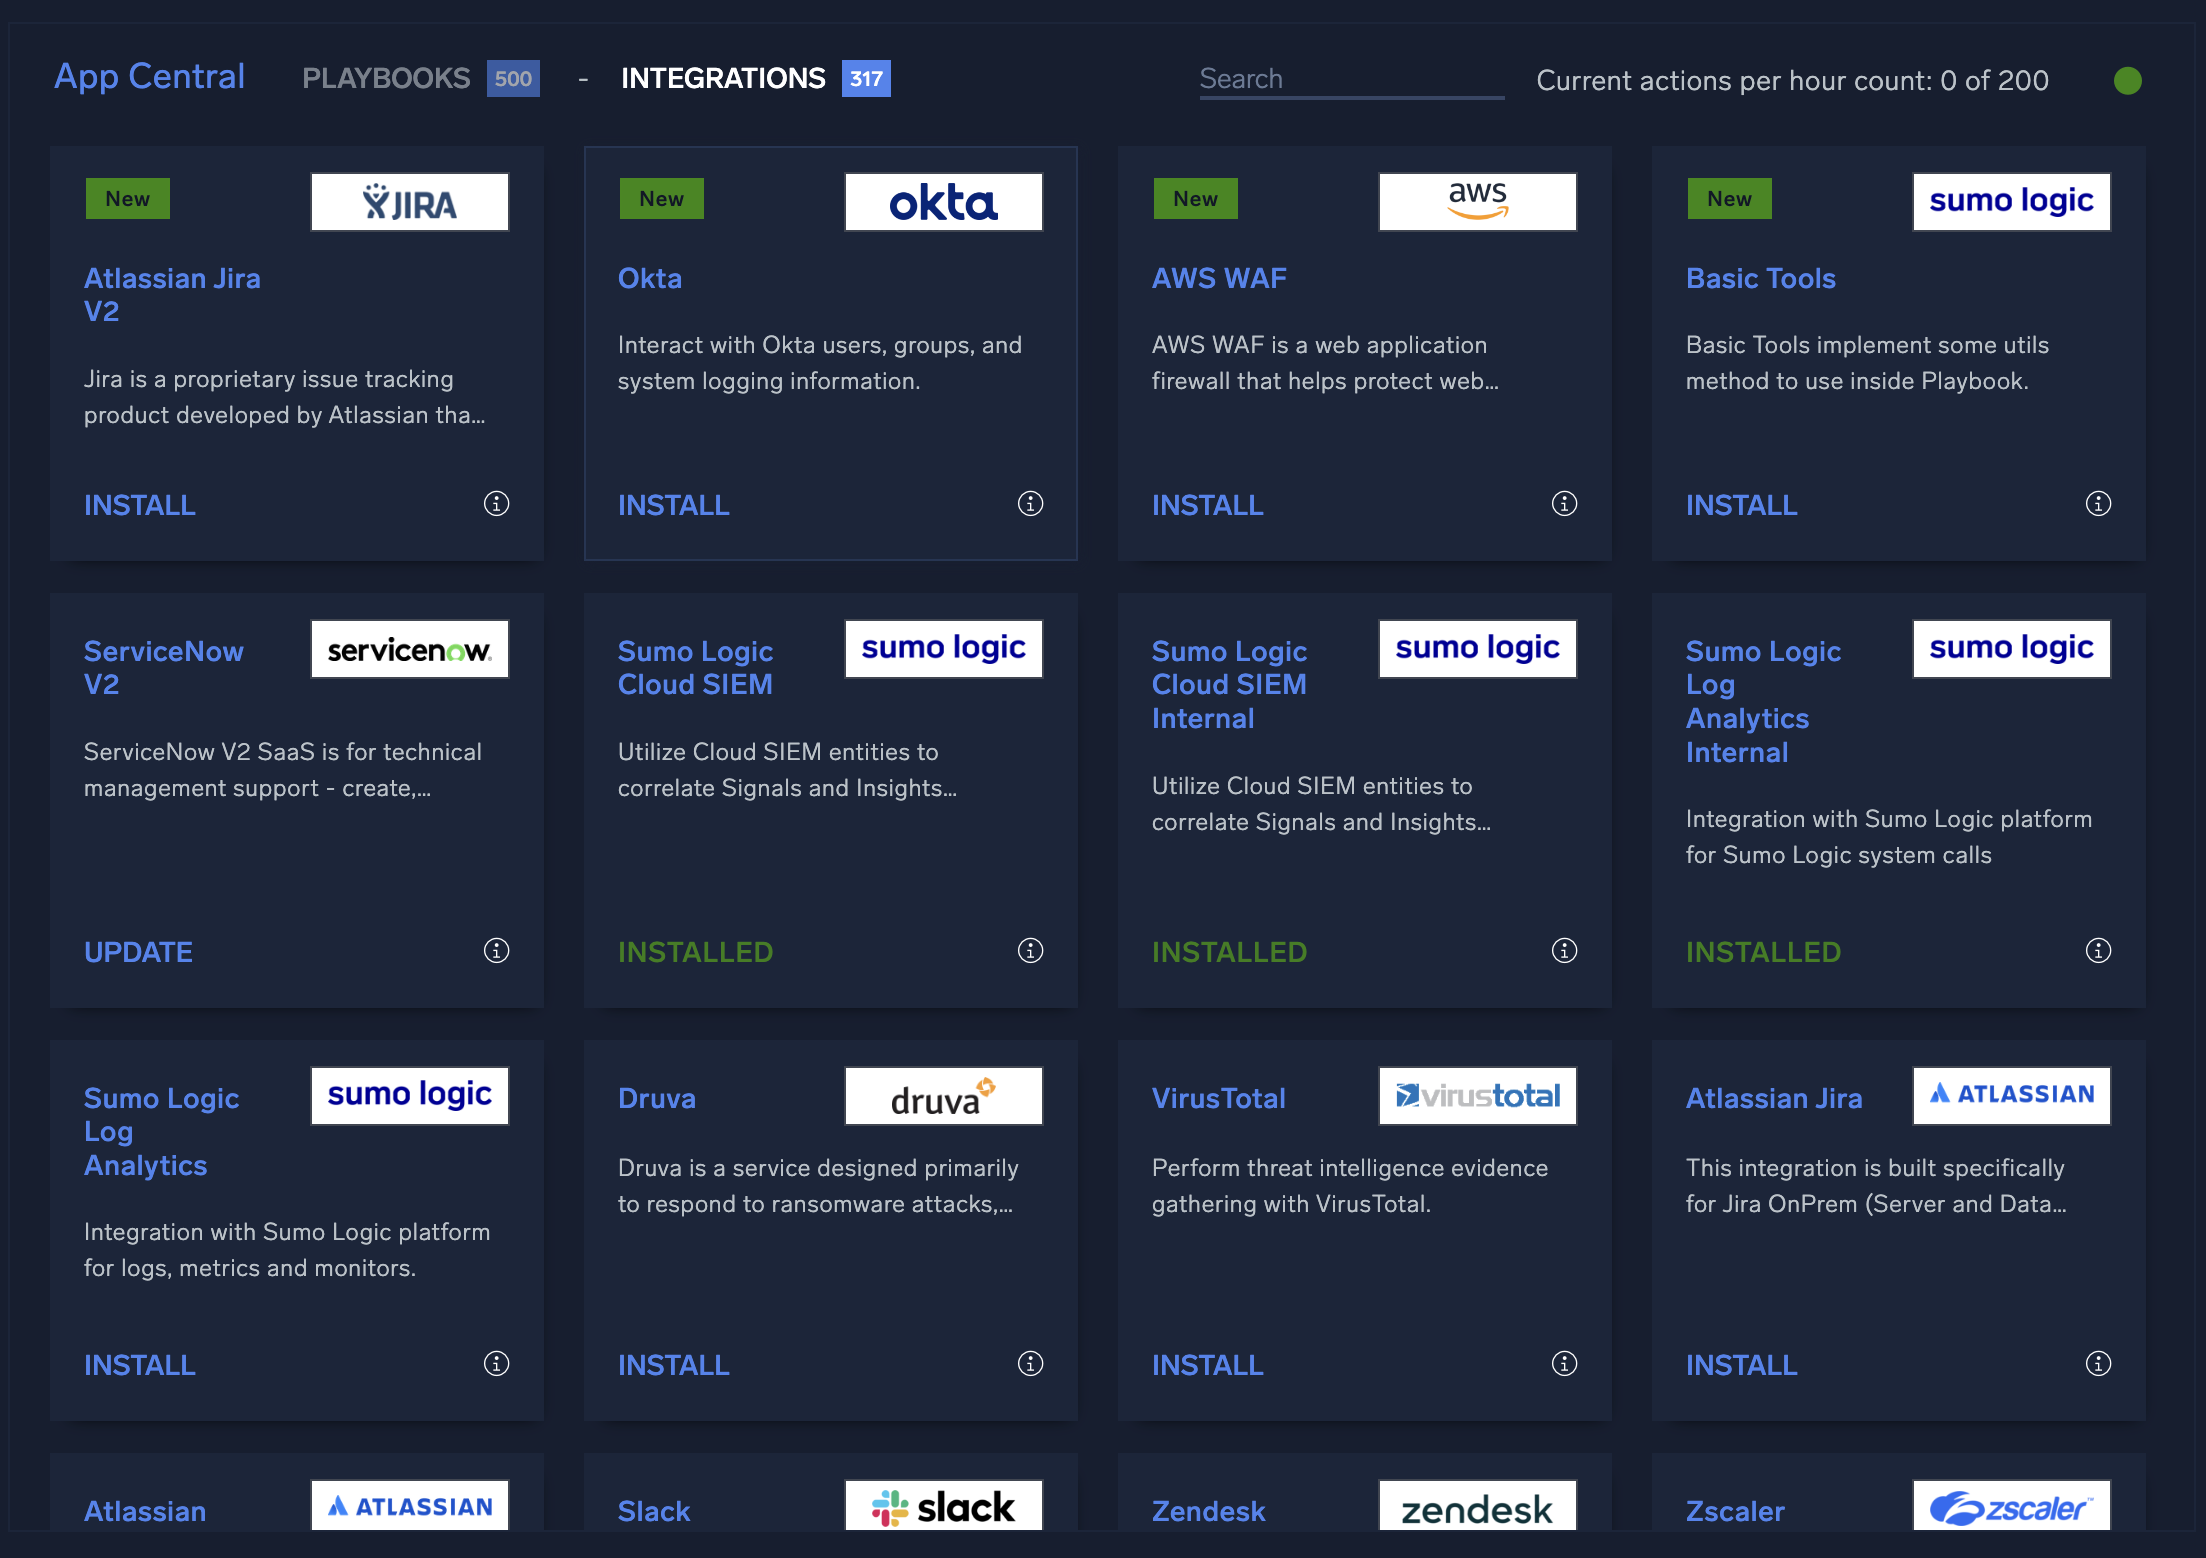 App Central
PLAYBOOKS 500 - INTEGRATIONS 317
Search
Current actions per hour count: 0 of 200
New
JIRA
Atlassian Jira
V2
Jira is a proprietary issue tracking
product developed by Atlassian tha...
INSTALL
New
okta
Okta
Interact with Okta users, groups, and
system logging information.
INSTALL
New
aws
AWS WAF
AWS WAF is a web application
firewall that helps protect web...
INSTALL
New
sumo logic
Basic Tools
Basic Tools implement some utils
method to use inside Playbook.
INSTALL
ServiceNow
V2
servicenow.
ServiceNow V2 SaaS is for technical
management support - create,...
UPDATE
Sumo Logic
Cloud SIEM
sumo logic
Utilize Cloud SIEM entities to
correlate Signals and Insights...
INSTALLED
Sumo Logic
Cloud SIEM
Internal
sumo logic
Utilize Cloud SIEM entities to
correlate Signals and Insights...
INSTALLED
Sumo Logic
Log
Analytics
Internal
sumo logic
Integration with Sumo Logic platform
for Sumo Logic system calls
INSTALLED
Sumo Logic
Log
Analytics
sumo logic
Integration with Sumo Logic platform
for logs, metrics and monitors.
INSTALL
Druva
druva
Druva is a service designed primarily
to respond to ransomware attacks,...
INSTALL
VirusTotal
virustotal
Perform threat intelligence evidence
gathering with VirusTotal.
INSTALL
Atlassian Jira
ATLASSIAN
This integration is built specifically
for Jira OnPrem (Server and Data...
INSTALL
Atlassian
ATLASSIAN
Slack
slack
Zendesk
zendesk
Zscaler
zscaler™